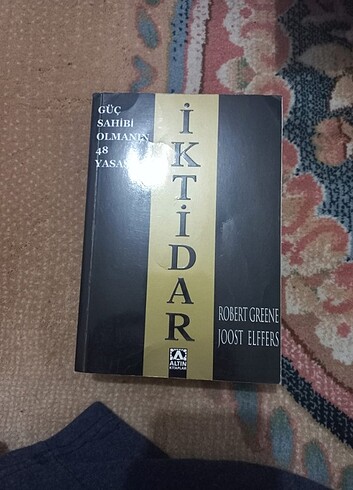 GÜÇ
SAHİBİ
OLMANIN
48
YASASI
İKTİDAR
ROBERT GREENE
JOOST ELFFERS
ALTIN
KİTAPLAR